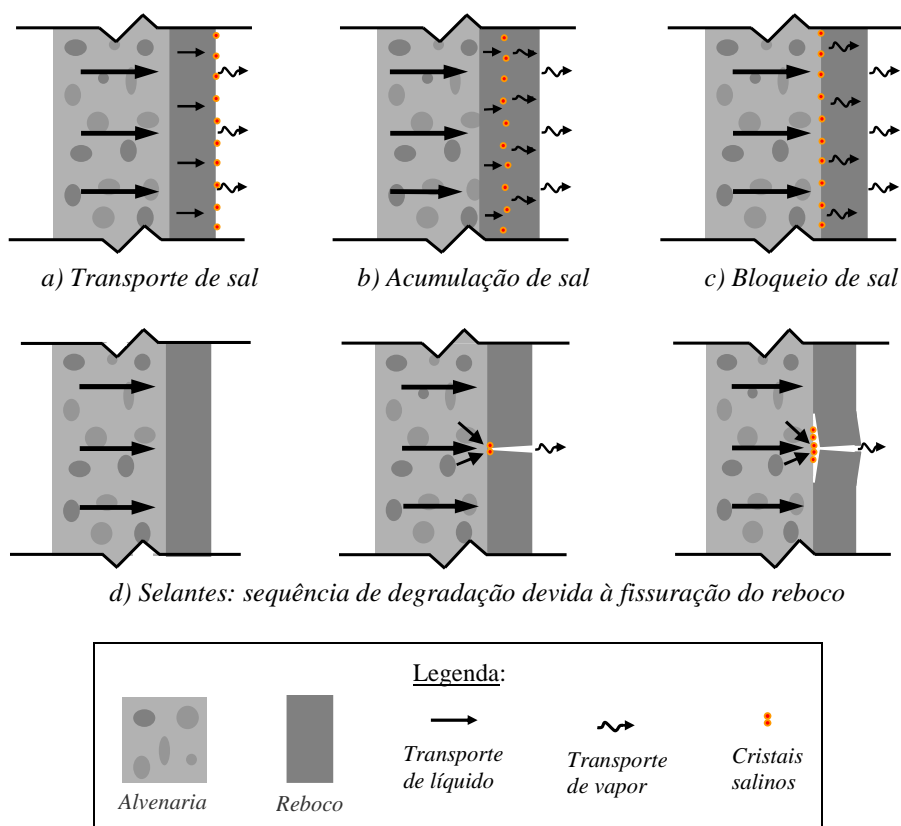 a) Transporte de sal
b) Acumulação de sal
c) Bloqueio de sal
d) Selantes: sequência de degradação devida à fissuração do reboco
Legenda:
Alvenaria
Reboco
Transporte
de líquido
Transporte
de vapor
Cristais
salinos